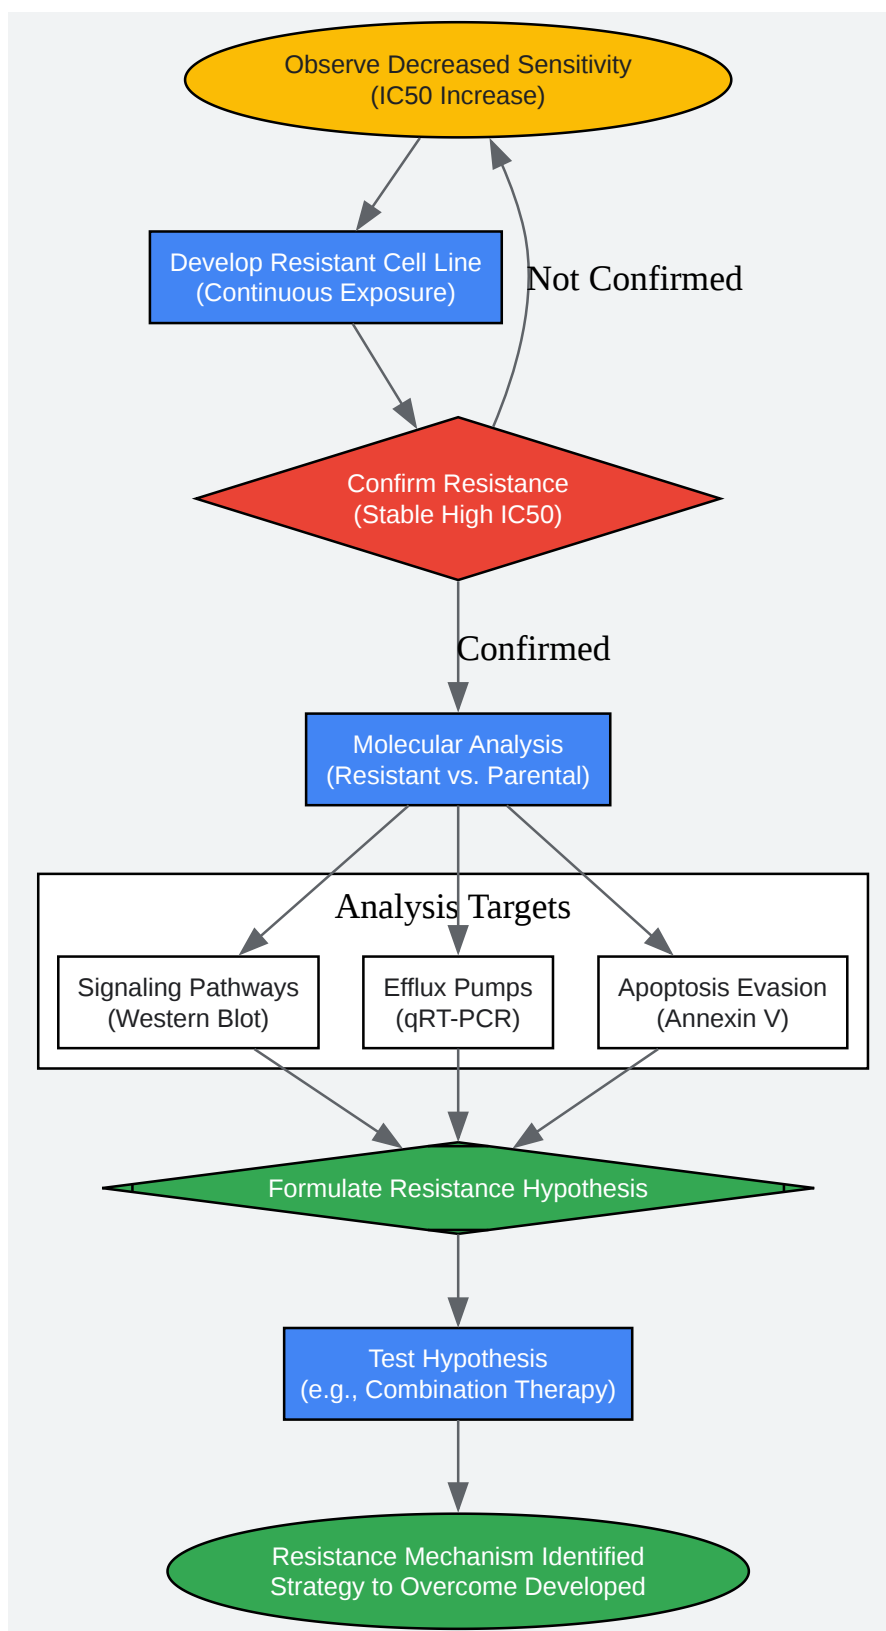 Observe Decreased Sensitivity
(IC50 Increase)
Develop Resistant Cell Line
(Continuous Exposure)
Not Confirmed
Confirm Resistance
(Stable High IC50)
Confirmed
Molecular Analysis
(Resistant vs. Parental)
Analysis Targets
Signaling Pathways
(Western Blot)
Efflux Pumps
(qRT-PCR)
Apoptosis Evasion
(Annexin V)
Formulate Resistance Hypothesis
Test Hypothesis
(e.g., Combination Therapy)
Resistance Mechanism Identified
Strategy to Overcome Developed